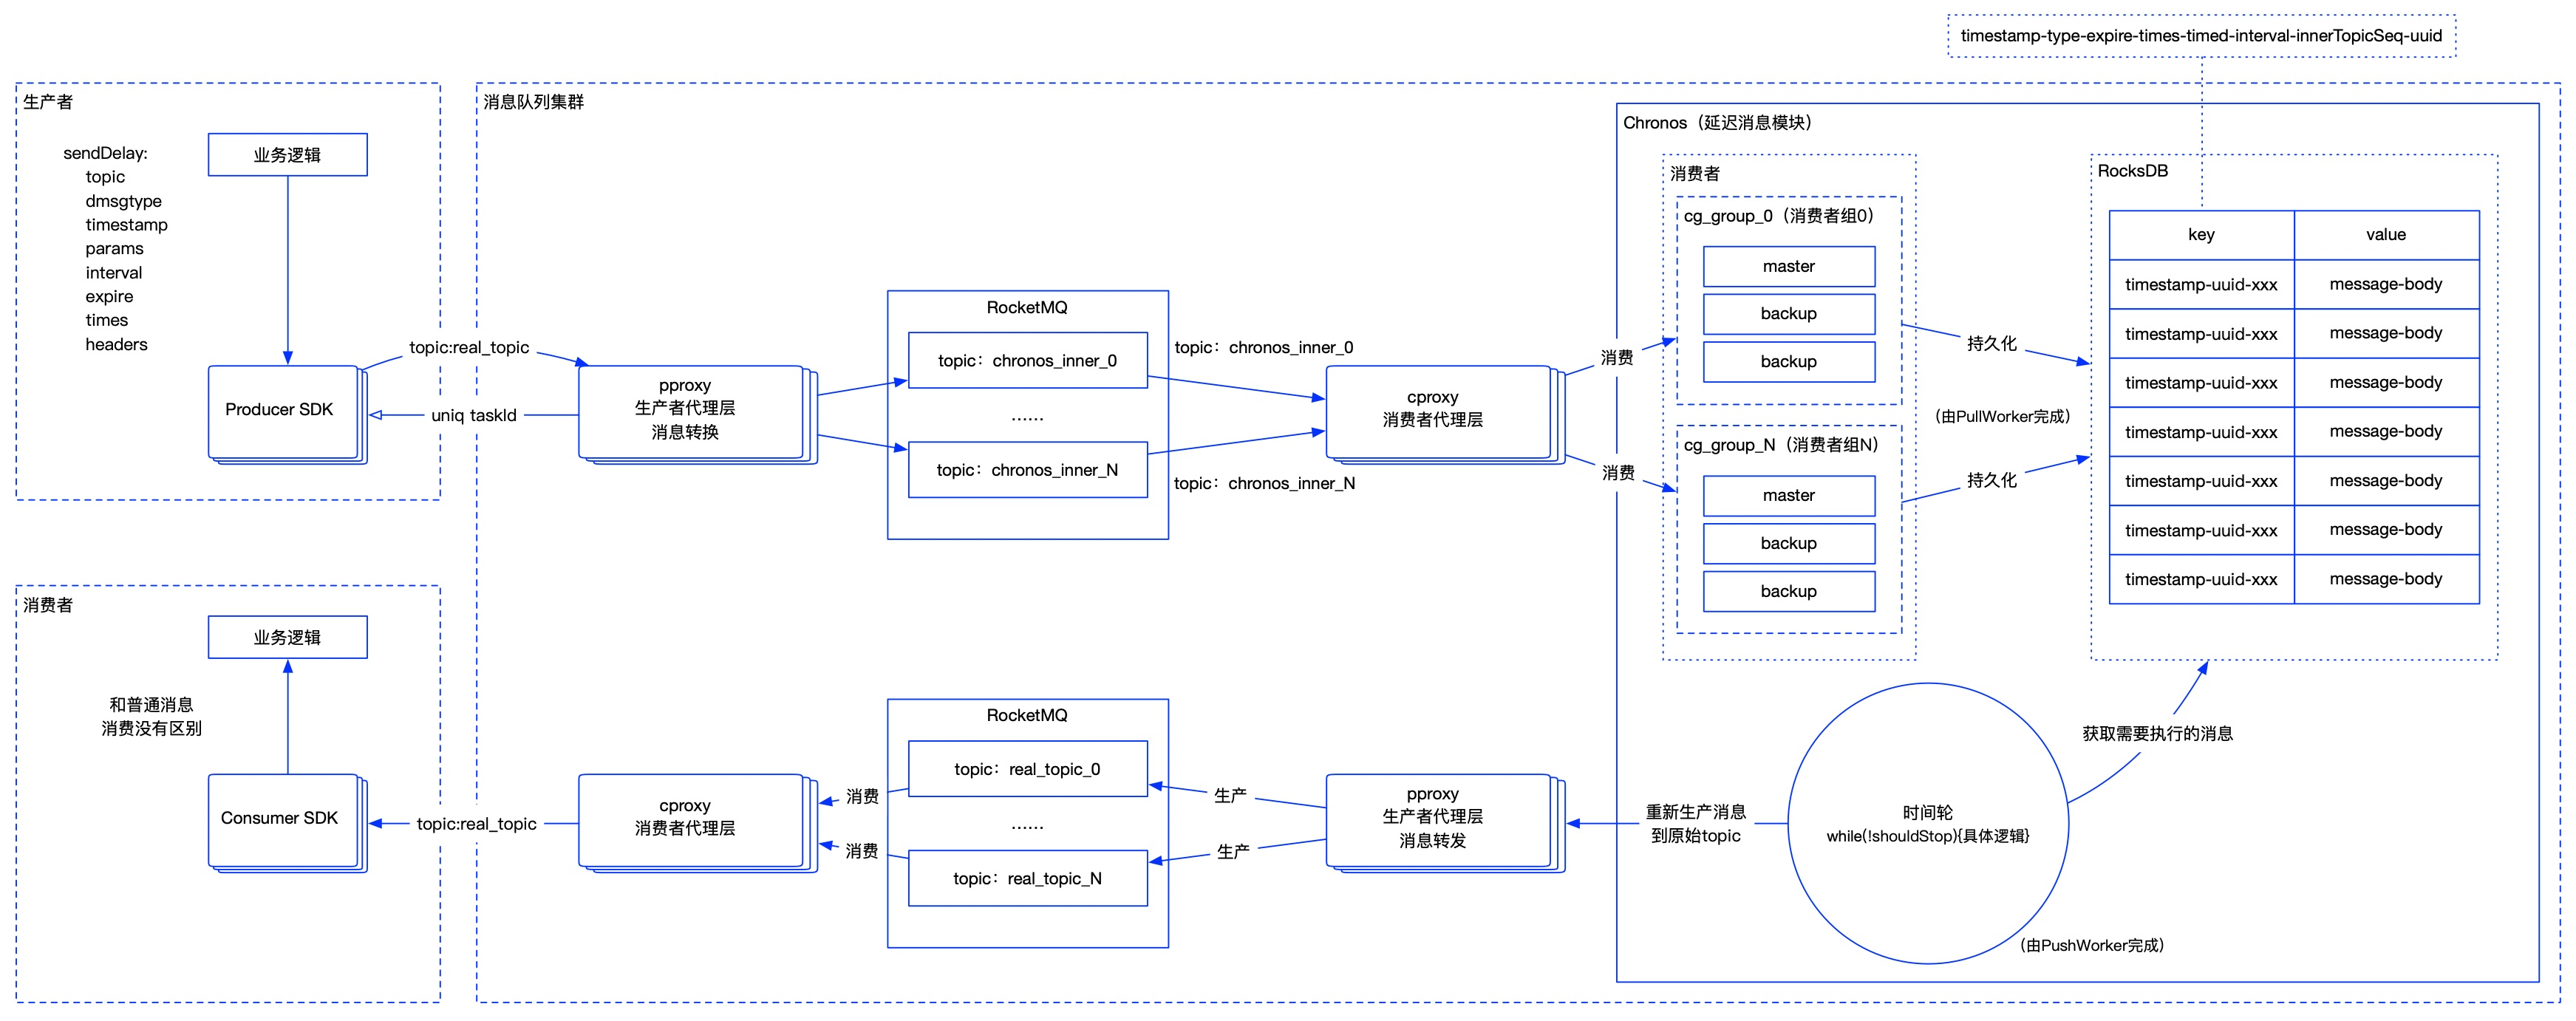 timestamp-type-expire-times-timed-interval-innerTopicSeq-uuid
生产者
sendDelay:
topic
dmsgtype
timestamp
params
interval
expire
times
headers
业务逻辑
Producer SDK
topic:real_topic
uniq taskId
消息队列集群
pproxy
生产者代理层
消息转换
RocketMQ
topic：chronos_inner_0
……
topic：chronos_inner_N
topic：chronos_inner_0
topic：chronos_inner_N
cproxy
消费者代理层
消费
消费
Chronos（延迟消息模块）
消费者
cg_group_0（消费者组0）
master
backup
backup
cg_group_N（消费者组N）
master
backup
backup
持久化
（由PullWorker完成）
持久化
RocksDB
key
value
timestamp-uuid-xxx
message-body
timestamp-uuid-xxx
message-body
timestamp-uuid-xxx
message-body
timestamp-uuid-xxx
message-body
timestamp-uuid-xxx
message-body
timestamp-uuid-xxx
message-body
timestamp-uuid-xxx
message-body
获取需要执行的消息
时间轮
while(!shouldStop){具体逻辑}
（由PushWorker完成）
重新生产消息
到原始topic
pproxy
生产者代理层
消息转发
生产
生产
RocketMQ
topic：real_topic_0
……
topic：real_topic_N
消费
消费
cproxy
消费者代理层
topic:real_topic
消费者
业务逻辑
和普通消息
消费没有区别
Consumer SDK